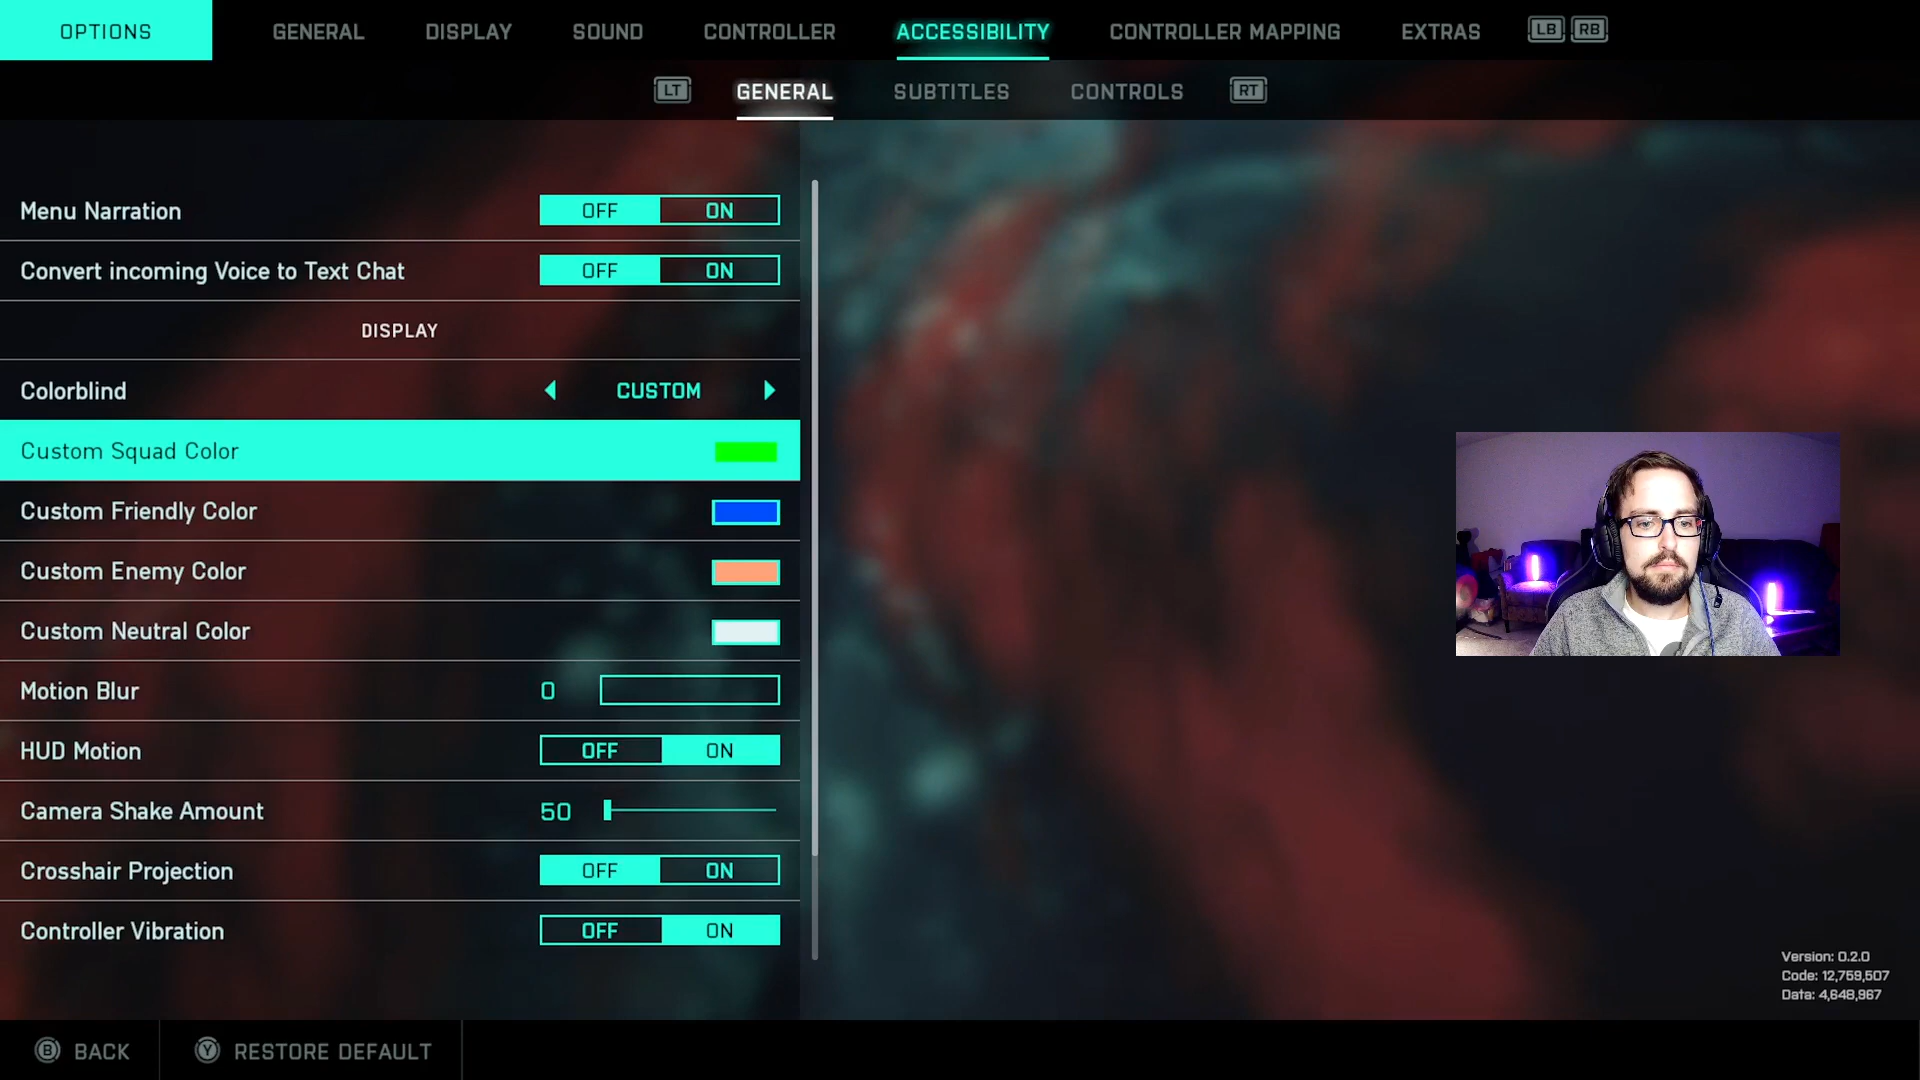 OPTIONS GENERAL DISPLAY SOUND CONTROLLER ACCESSIBILITY CONTROLLER MAPPING EXTRAS LB RB
LT GENERAL SUBTITLES CONTROLS RT
Menu Narration OFF ON
Convert incoming Voice to Text Chat OFF ON
DISPLAY
Colorblind CUSTOM
Custom Squad Color
Custom Friendly Color
Custom Enemy Color
Custom Neutral Color
Motion Blur 0
HUD Motion OFF ON
Camera Shake Amount 50
Crosshair Projection OFF ON
Controller Vibration OFF ON
Version: 0.2.0
Code: 12,759,507
Data: 4,648,967
B BACK Y RESTORE DEFAULT